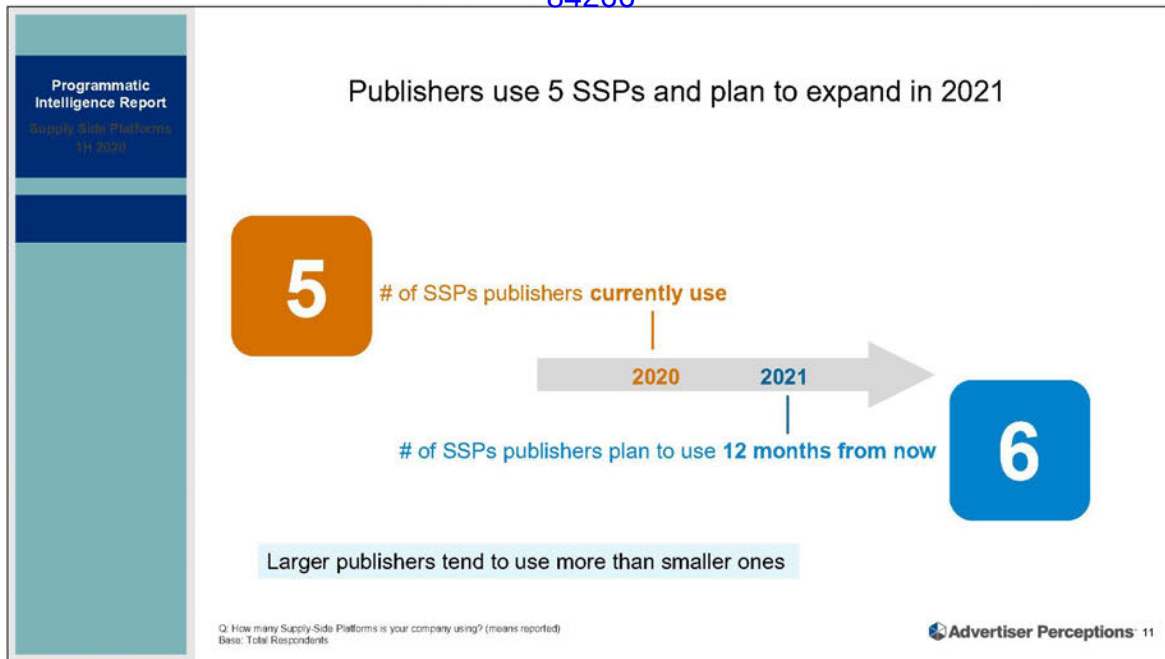 Programmatic
Intelligence Report
Supply Side Platforms
1H 2020
Publishers use 5 SSPs and plan to expand in 2021
5
# of SSPs publishers currently use
2020
2021
# of SSPs publishers plan to use 12 months from now
6
Larger publishers tend to use more than smaller ones
Q: How many Supply-Side Platforms is your company using? (means reported)
Base: Total Respondents
Advertiser Perceptions 11